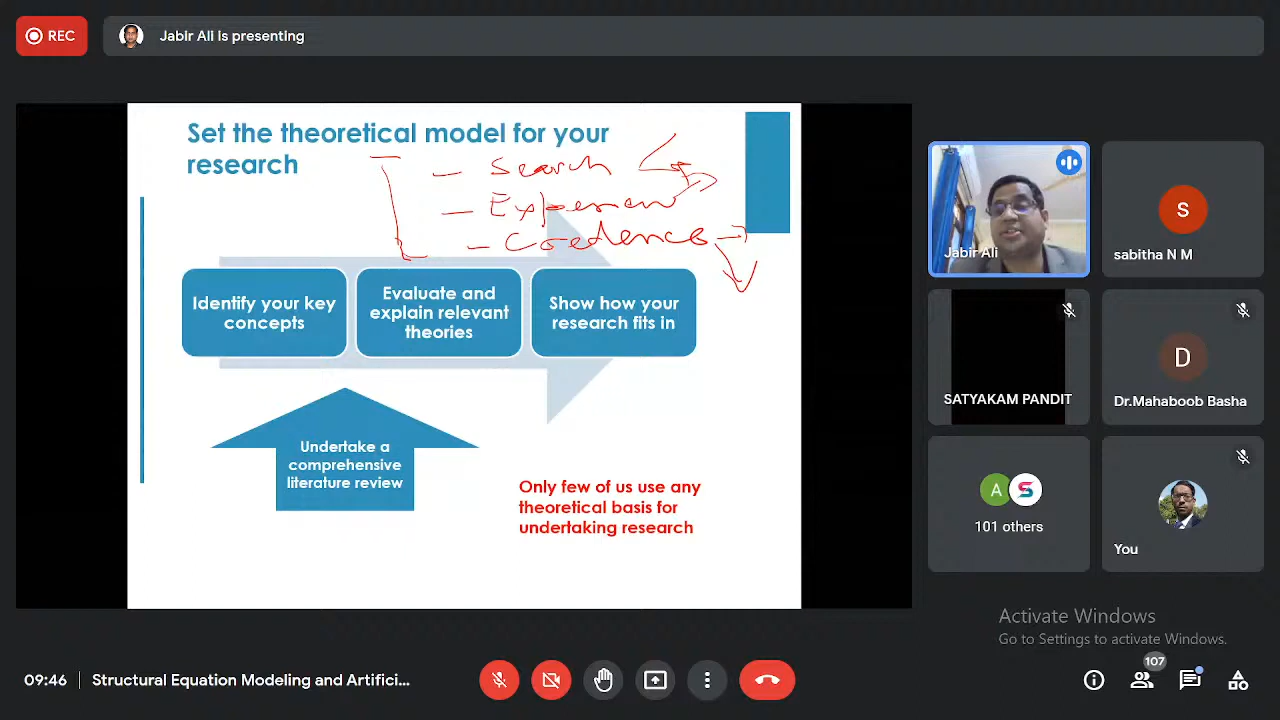 REC
Jabir Ali is presenting
Set the theoretical model for your
research
- Search
- Experien
- Credence
Identify your key
concepts
Evaluate and
explain relevant
theories
Show how your
research fits in
Undertake a
comprehensive
literature review
Only few of us use any
theoretical basis for
undertaking research
Jabir Ali
S
sabitha N M
SATYAKAM PANDIT
D
Dr.Mahaboob Basha
A
S
101 others
You
Activate Windows
Go to Settings to activate Windows.
09:46
Structural Equation Modeling and Artifici...
107